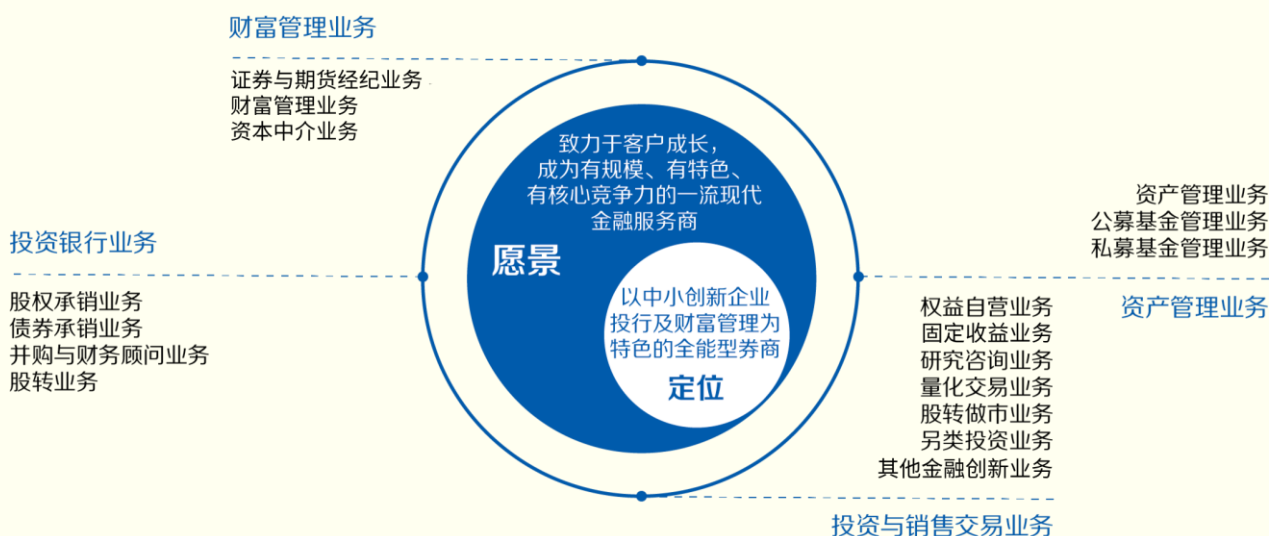 财富管理业务
证券与期货经纪业务
财富管理业务
资本中介业务
投资银行业务
股权承销业务
债券承销业务
并购与财务顾问业务
股转业务
致力于客户成长，
成为有规模、有特色、
有核心竞争力的一流现代
金融服务商
愿景
以中小创新企业
投行及财富管理为
特色的全能型券商
定位
资产管理业务
公募基金管理业务
私募基金管理业务
资产管理业务
权益自营业务
固定收益业务
研究咨询业务
量化交易业务
股转做市业务
另类投资业务
其他金融创新业务
投资与销售交易业务